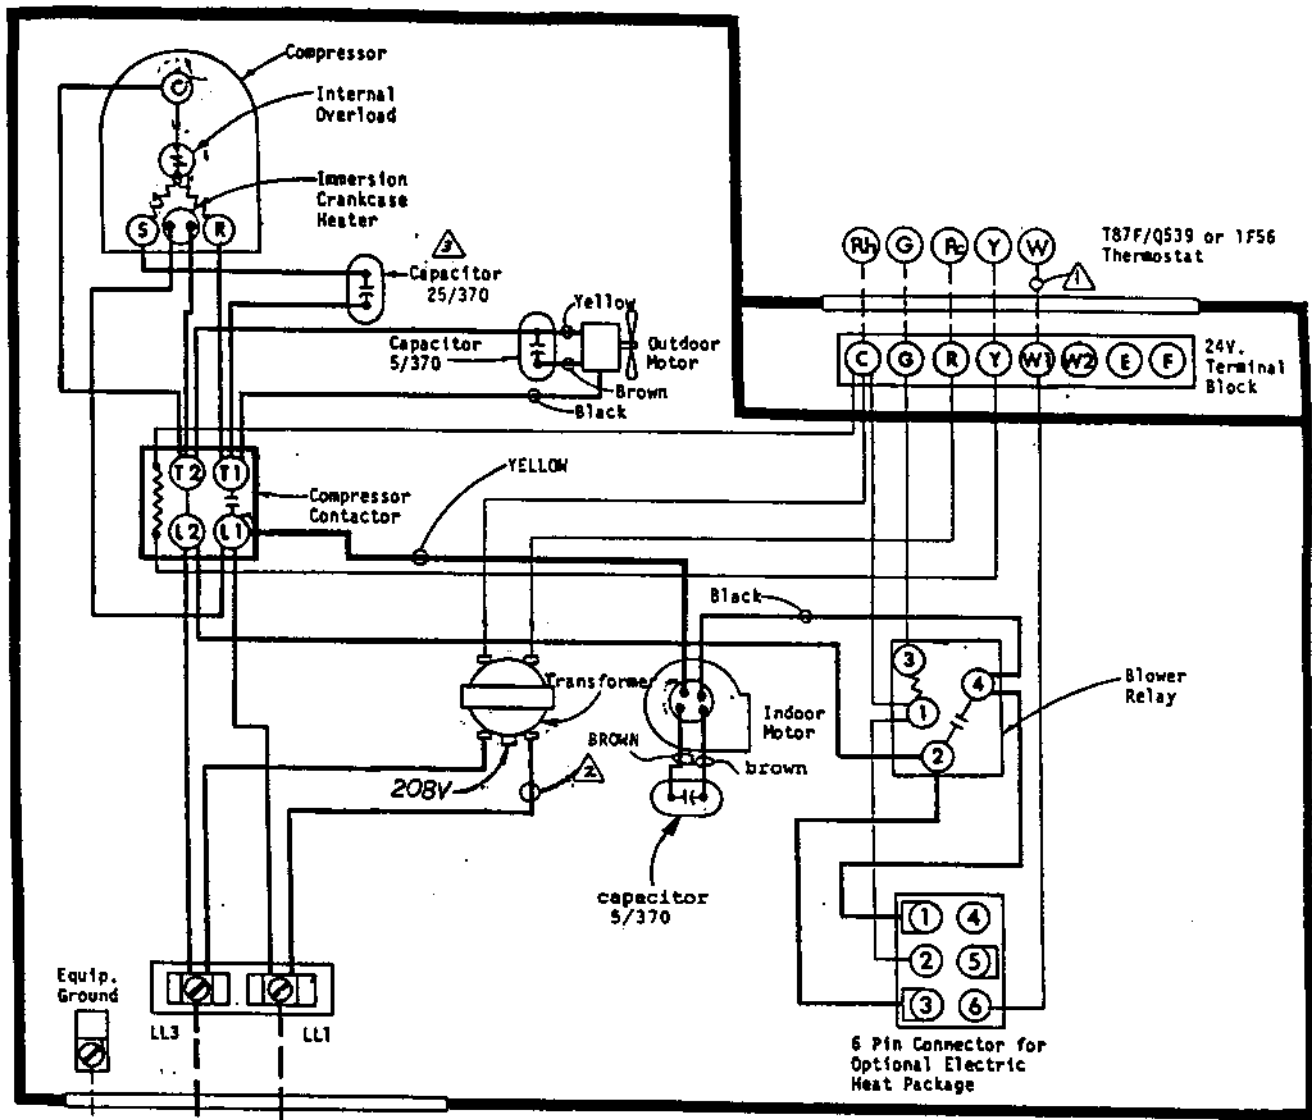 Compressor
Internal
Overload
Immersion
Crankcase
Heater
S
R
3
Capacitor
25/370
Yellow
Capacitor
5/370
Outdoor
Motor
Brown
Black
Rh
G
Rc
Y
W
T87F/Q539 or 1F56
Thermostat
1
C
G
R
Y
W1
W2
E
F
24V.
Terminal
Block
T2
T1
L2
L1
Compressor
Contactor
YELLOW
Black
Transformer
208V
2
Indoor
Motor
BROWN
brown
capacitor
5/370
3
4
1
2
Blower
Relay
1
4
2
5
3
6
6 Pin Connector for
Optional Electric
Heat Package
Equip.
Ground
LL3
LL1